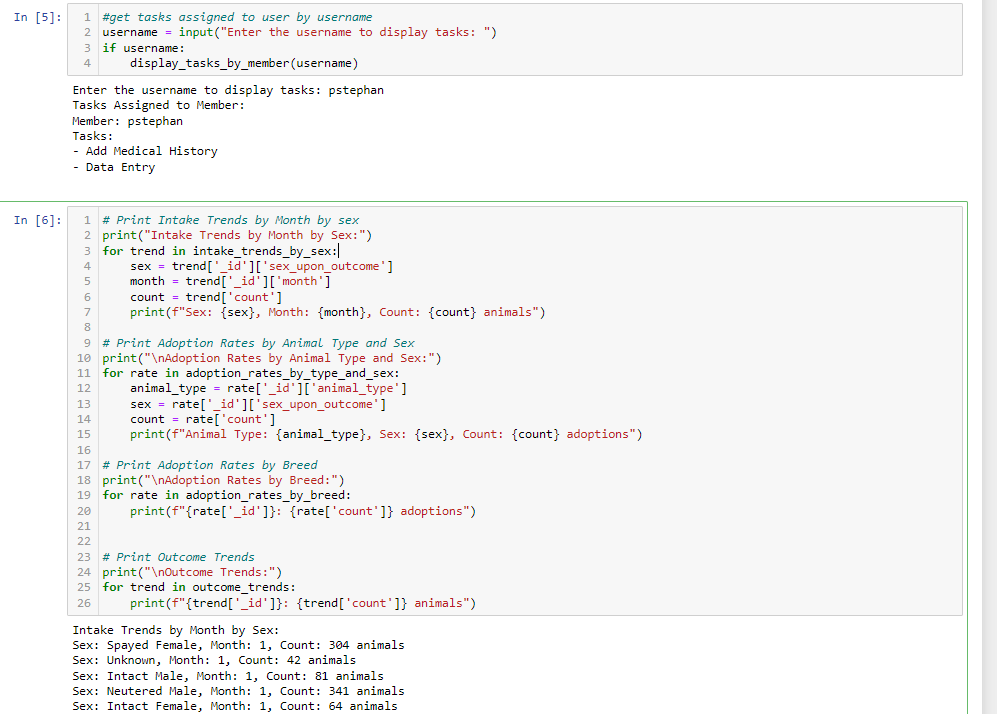 In [5]:
1 #get tasks assigned to user by username
2 username = input("Enter the username to display tasks: ")
3 if username:
4     display_tasks_by_member(username)
Enter the username to display tasks: pstephan
Tasks Assigned to Member:
Member: pstephan
Tasks:
- Add Medical History
- Data Entry
In [6]:
1 # Print Intake Trends by Month by sex
2 print("Intake Trends by Month by Sex:")
3 for trend in intake_trends_by_sex:
4     sex = trend['_id']['sex_upon_outcome']
5     month = trend['_id']['month']
6     count = trend['count']
7     print(f"Sex: {sex}, Month: {month}, Count: {count} animals")
8
9 # Print Adoption Rates by Animal Type and Sex
10 print("\nAdoption Rates by Animal Type and Sex:")
11 for rate in adoption_rates_by_type_and_sex:
12     animal_type = rate['_id']['animal_type']
13     sex = rate['_id']['sex_upon_outcome']
14     count = rate['count']
15     print(f"Animal Type: {animal_type}, Sex: {sex}, Count: {count} adoptions")
16
17 # Print Adoption Rates by Breed
18 print("\nAdoption Rates by Breed:")
19 for rate in adoption_rates_by_breed:
20     print(f"{rate['_id']}: {rate['count']} adoptions")
21
22
23 # Print Outcome Trends
24 print("\nOutcome Trends:")
25 for trend in outcome_trends:
26     print(f"{trend['_id']}: {trend['count']} animals")
Intake Trends by Month by Sex:
Sex: Spayed Female, Month: 1, Count: 304 animals
Sex: Unknown, Month: 1, Count: 42 animals
Sex: Intact Male, Month: 1, Count: 81 animals
Sex: Neutered Male, Month: 1, Count: 341 animals
Sex: Intact Female, Month: 1, Count: 64 animals